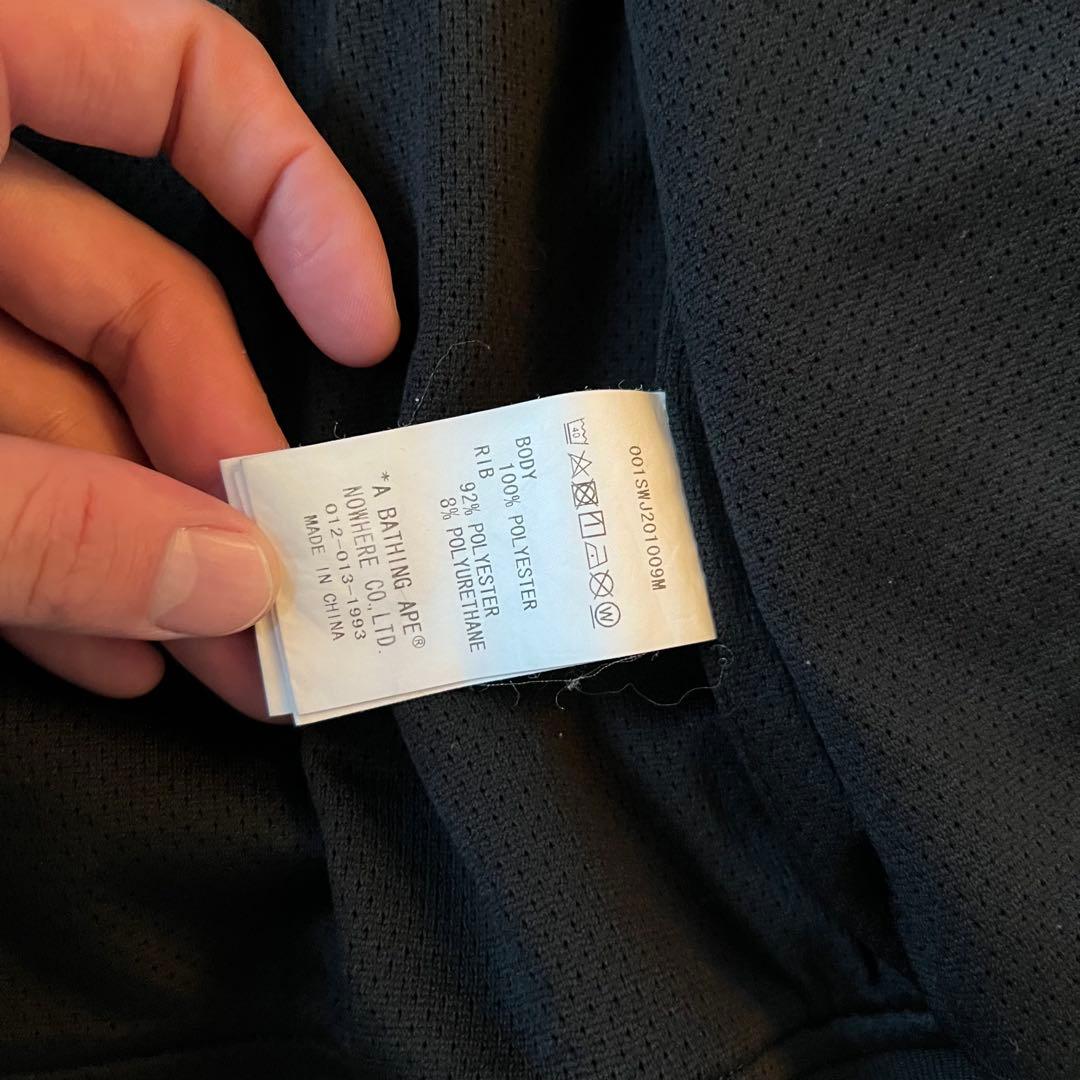 001SWJ201009M
40
W
BODY
100% POLYESTER
RIB
92% POLYESTER
8% POLYURETHANE
*A BATHING APE®
NOWHERE CO.,LTD.
012-013-1993
MADE IN CHINA